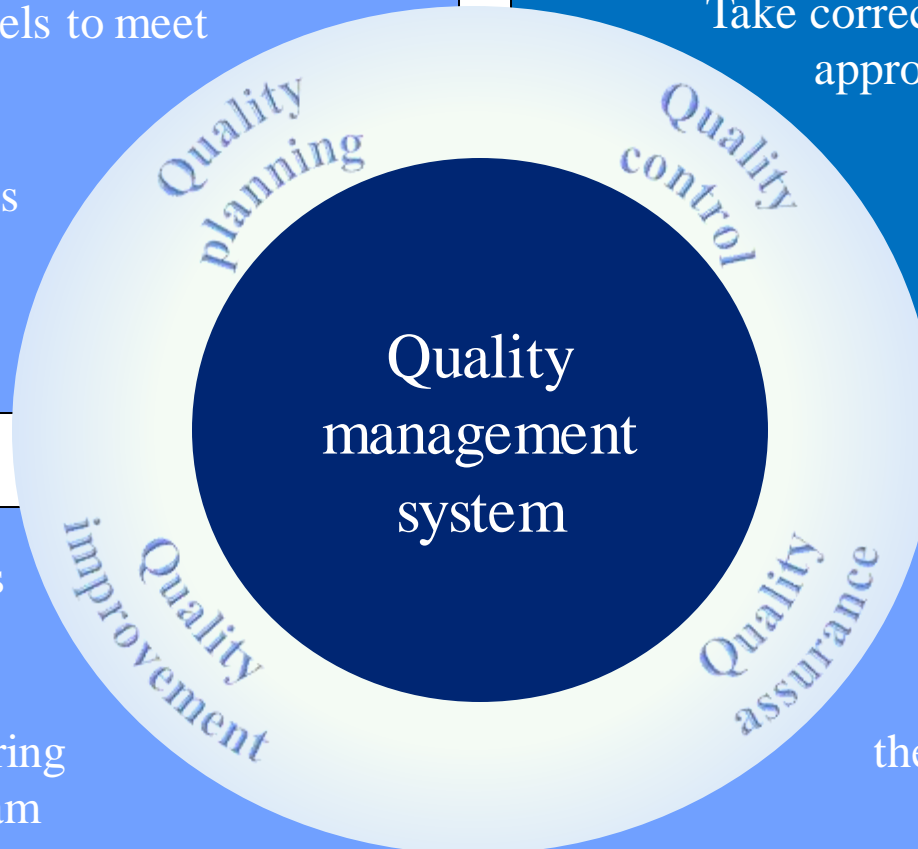 els to meet
Take correc
appro
s
Quality
planning
Quality
control
Quality
management
system
s
Quality
improvement
Quality
assurance
ring
am
the